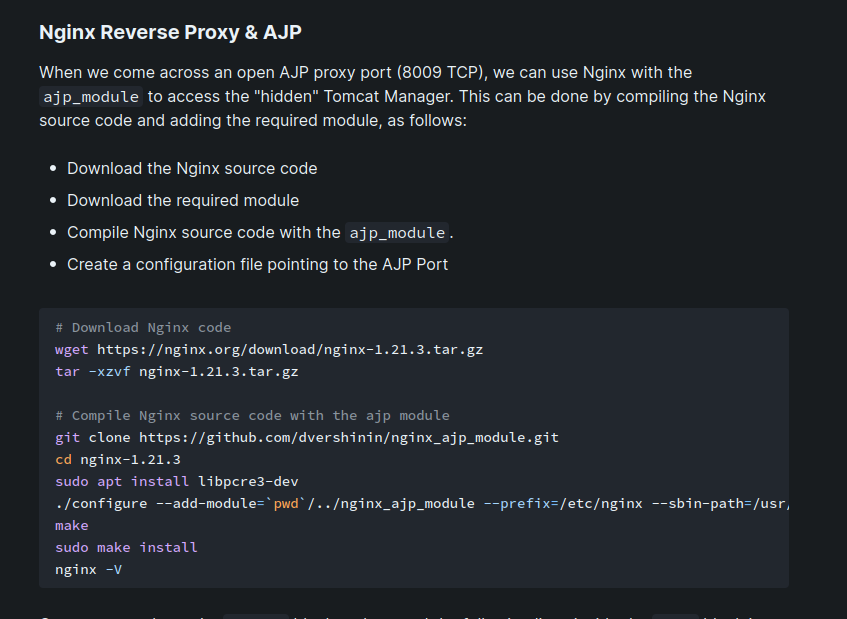 Nginx Reverse Proxy & AJP
When we come across an open AJP proxy port (8009 TCP), we can use Nginx with the
ajp_module to access the "hidden" Tomcat Manager. This can be done by compiling the Nginx
source code and adding the required module, as follows:
Download the Nginx source code
Download the required module
Compile Nginx source code with the ajp_module.
Create a configuration file pointing to the AJP Port
# Download Nginx code
wget https://nginx.org/download/nginx-1.21.3.tar.gz
tar -xzvf nginx-1.21.3.tar.gz
# Compile Nginx source code with the ajp module
git clone https://github.com/dvershinin/nginx_ajp_module.git
cd nginx-1.21.3
sudo apt install libpcre3-dev
./configure --add-module=`pwd`/../nginx_ajp_module --prefix=/etc/nginx --sbin-path=/usr/
make
sudo make install
nginx -V